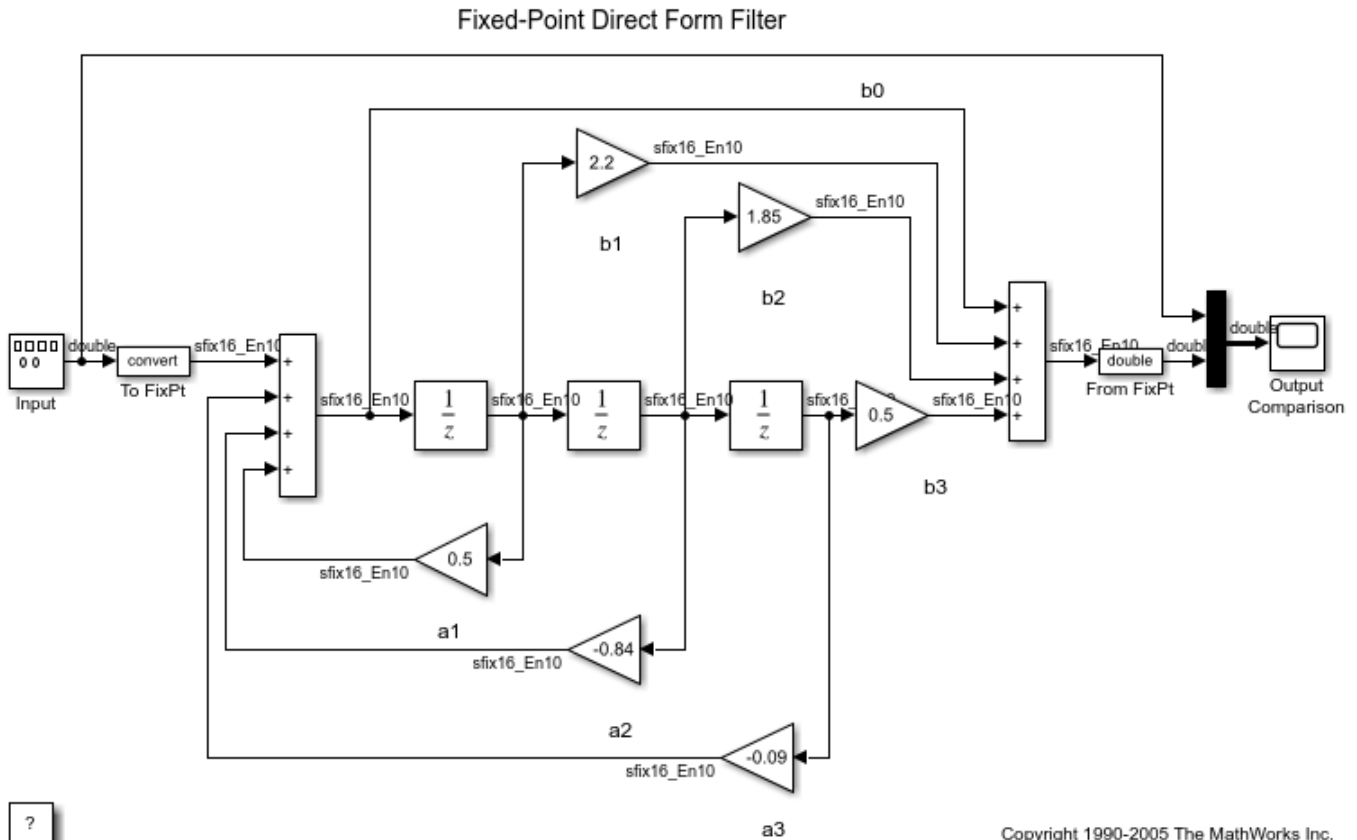 Fixed-Point Direct Form Filter
b0
2.2
sfix16_En10
1.85
sfix16_En10
b1
b2
double
convert
sfix16_En10
To FixPt
Input
+
+
+
+
sfix16_En10
1
z
sfix16_En10
1
z
sfix16_En10
1
z
0.5
sfix16_En10
b3
+
+
+
+
sfix16_En10
double
From FixPt
double
Output
Comparison
0.5
sfix16_En10
a1
-0.84
sfix16_En10
a2
-0.09
sfix16_En10
a3
?
Copyright 1990-2005 The MathWorks Inc.